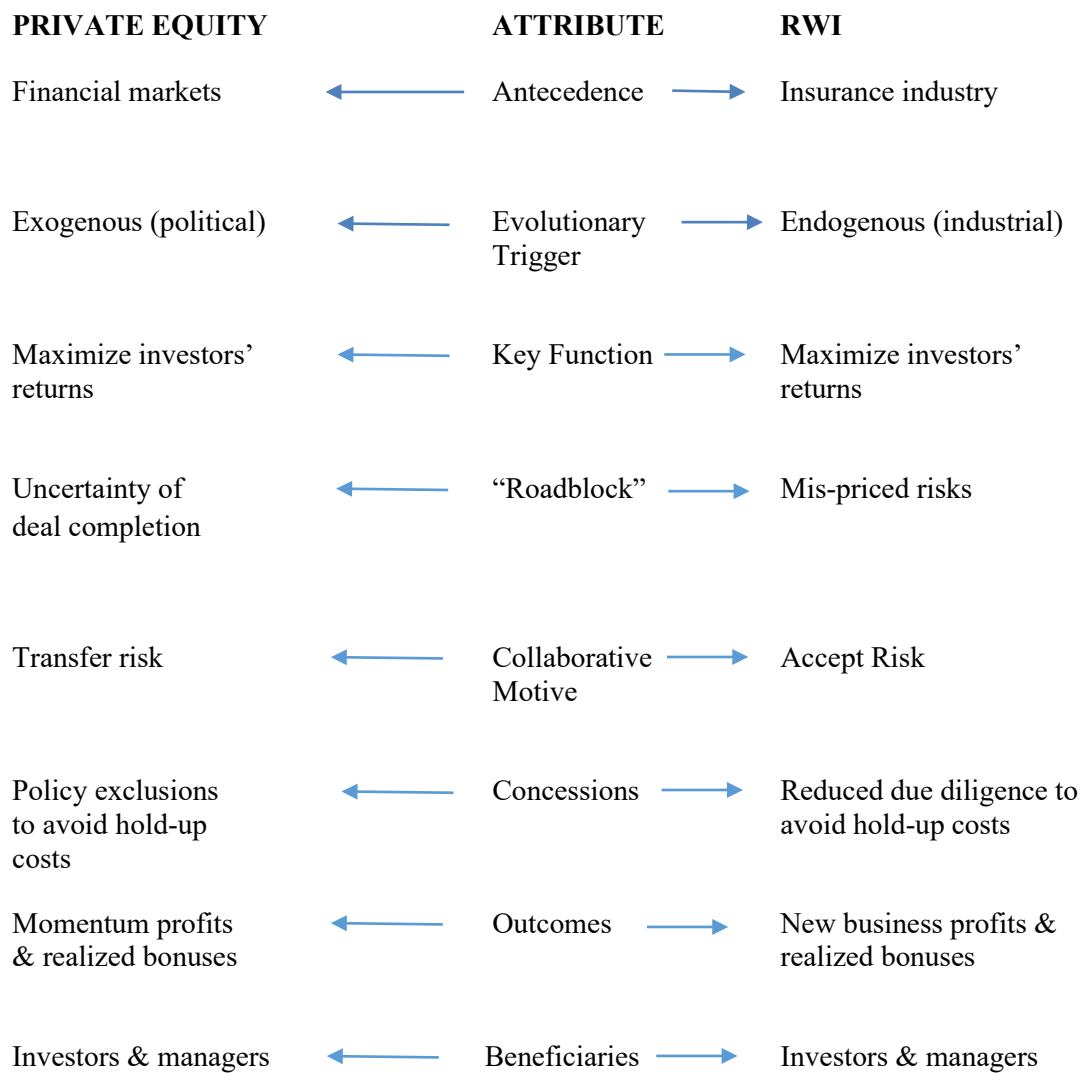 PRIVATE EQUITY ATTRIBUTE RWI
Financial markets Antecedence Insurance industry
Exogenous (political) Evolutionary Endogenous (industrial)
Trigger
Maximize investors’ Key Function Maximize investors’
returns returns
Uncertainty of “Roadblock” Mis-priced risks
deal completion
Transfer risk Collaborative Accept Risk
Motive
Policy exclusions Concessions Reduced due diligence to
to avoid hold-up avoid hold-up costs
costs
Momentum profits Outcomes New business profits &
& realized bonuses realized bonuses
Investors & managers Beneficiaries Investors & managers